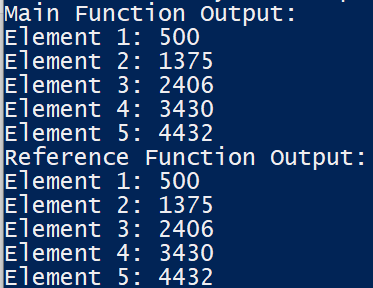 Main Function Output:
Element 1: 500
Element 2: 1375
Element 3: 2406
Element 4: 3430
Element 5: 4432
Reference Function Output:
Element 1: 500
Element 2: 1375
Element 3: 2406
Element 4: 3430
Element 5: 4432